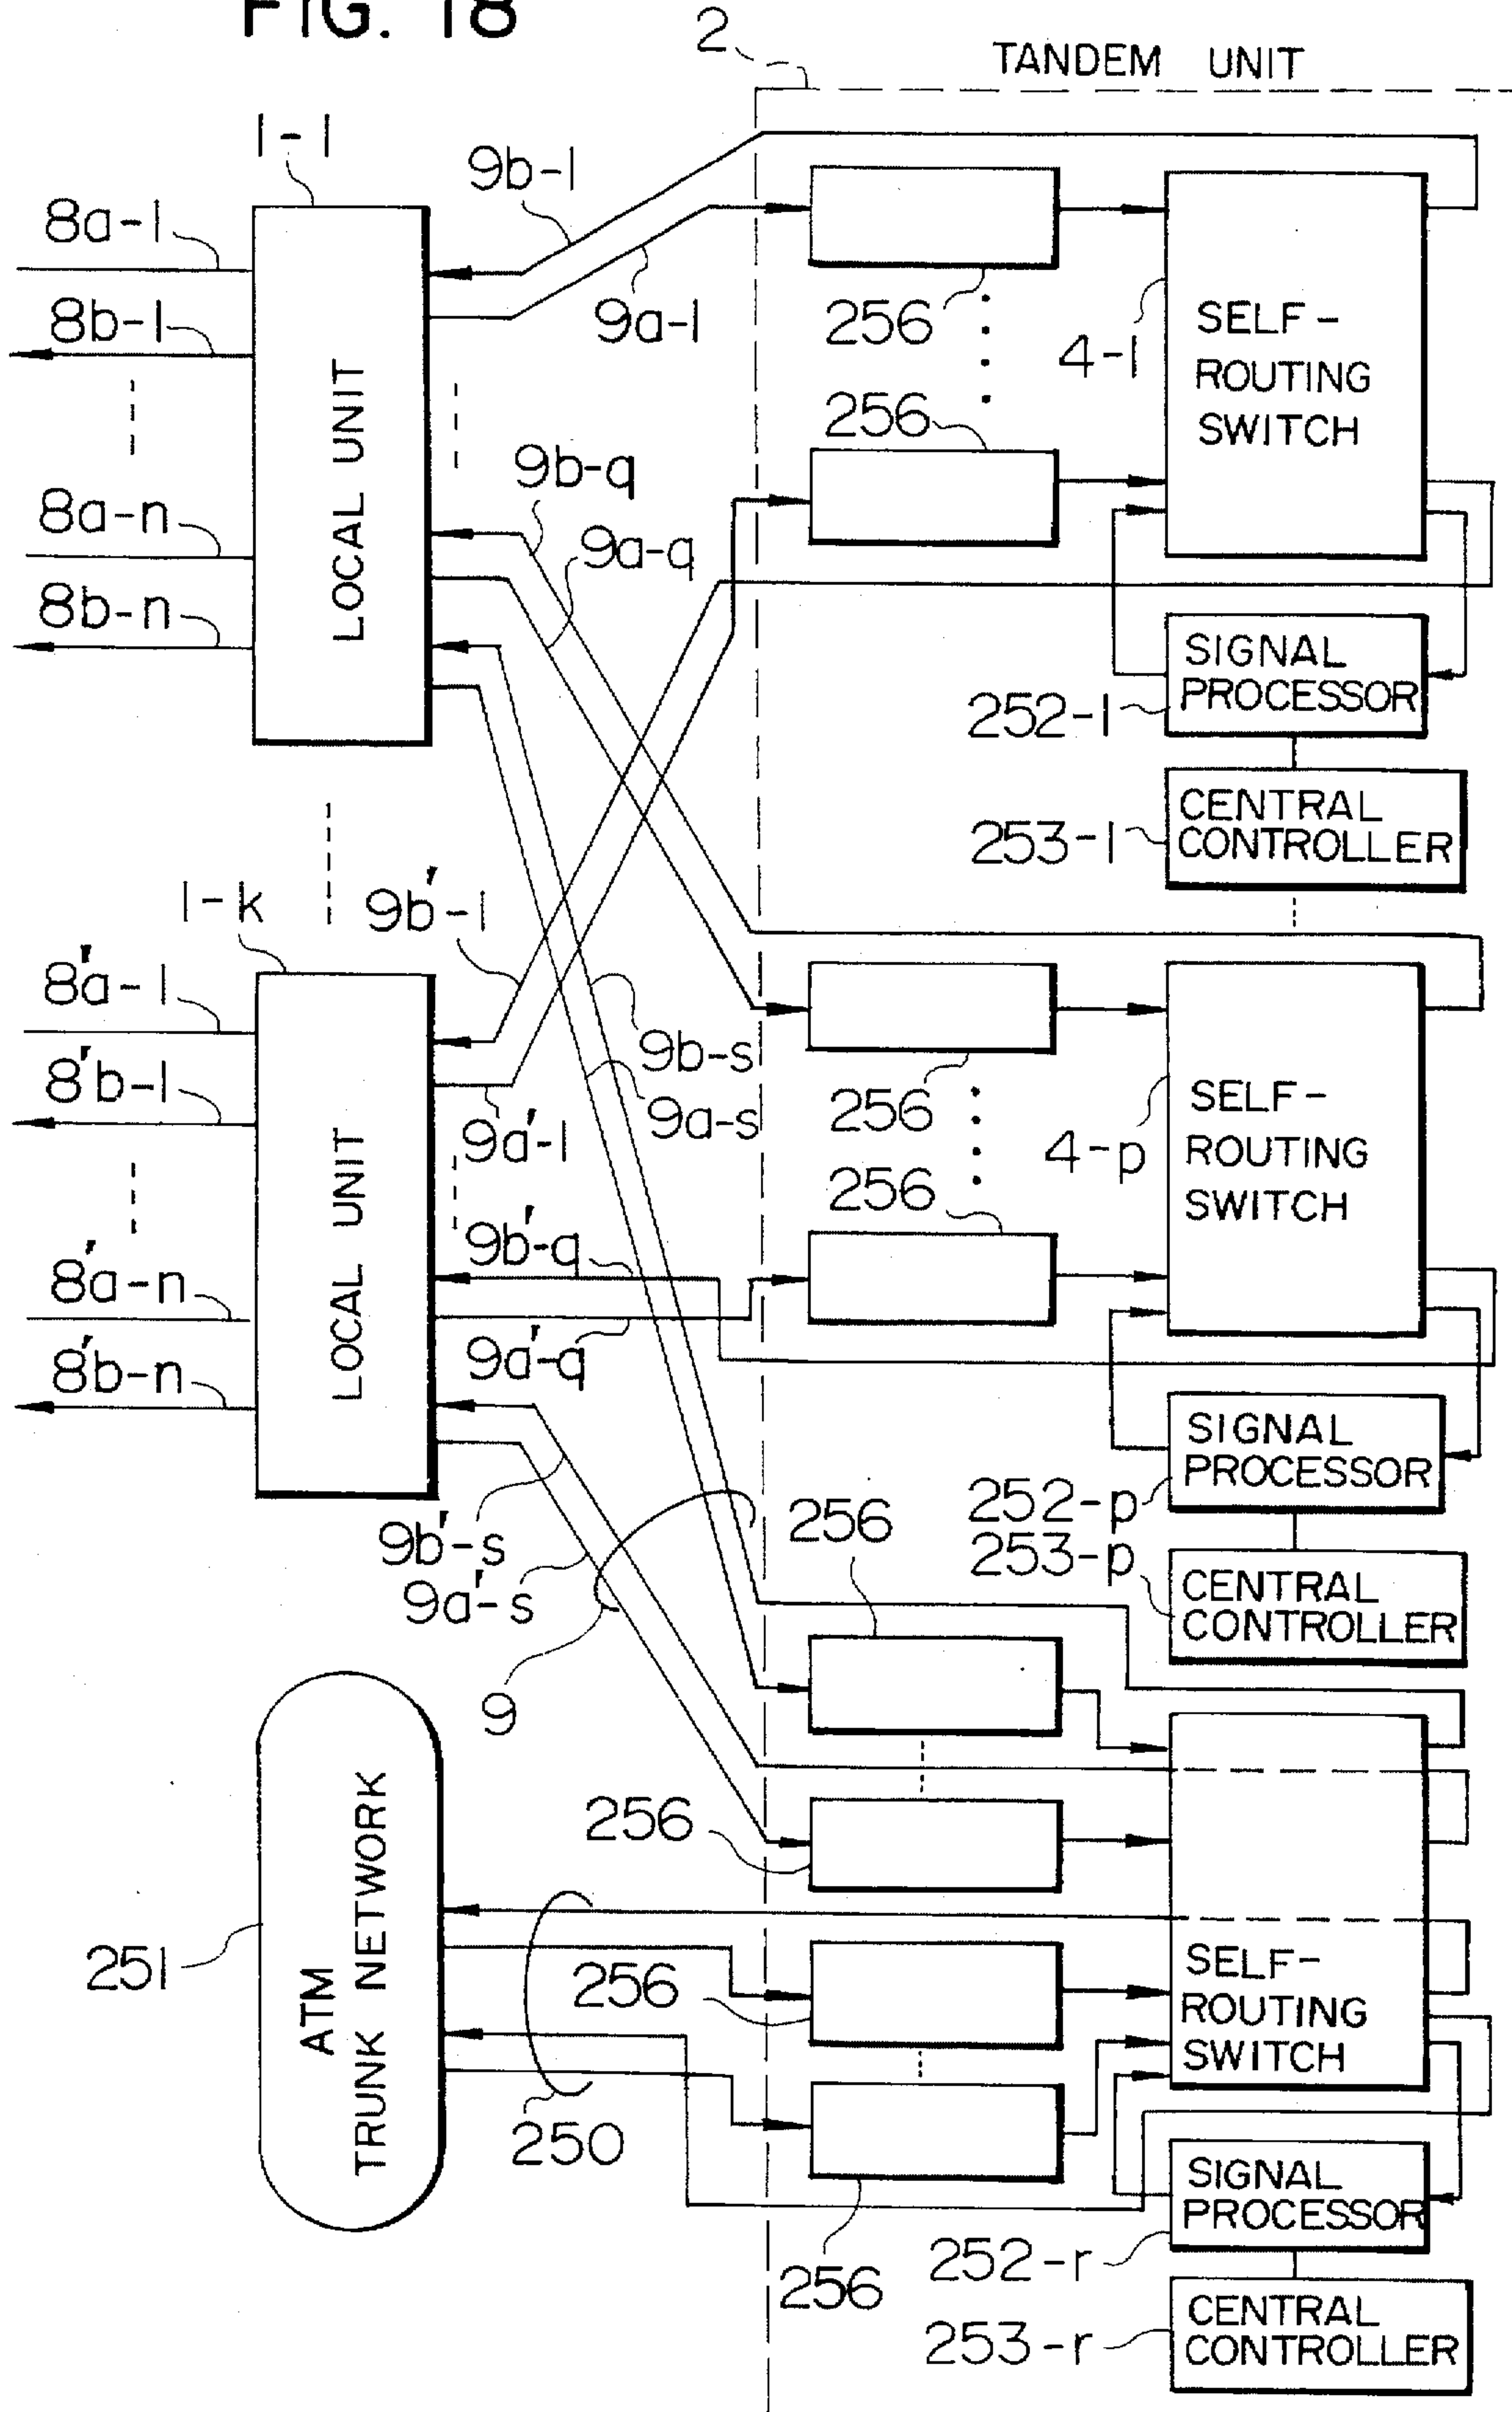 FIG. 18
2
TANDEM UNIT
1-1
9b-1
8a-1
9a-1
256
8b-1
4-1
SELF-
ROUTING
SWITCH
LOCAL UNIT
256
9b-q
8a-n
9a-q
8b-n
SIGNAL
PROCESSOR
252-1
CENTRAL
CONTROLLER
253-1
1-k
9b'-1
8'a-1
9b-s
8'b-1
9a-s
9a'-1
256
4-p
SELF-
ROUTING
SWITCH
LOCAL UNIT
256
9b'-q
8'a-n
9a'-q
8'b-n
SIGNAL
PROCESSOR
252-p
9b'-s
256
253-p
9a'-s
CENTRAL
CONTROLLER
9
256
251
ATM
TRUNK NETWORK
256
SELF-
ROUTING
SWITCH
250
SIGNAL
PROCESSOR
252-r
256
CENTRAL
CONTROLLER
253-r